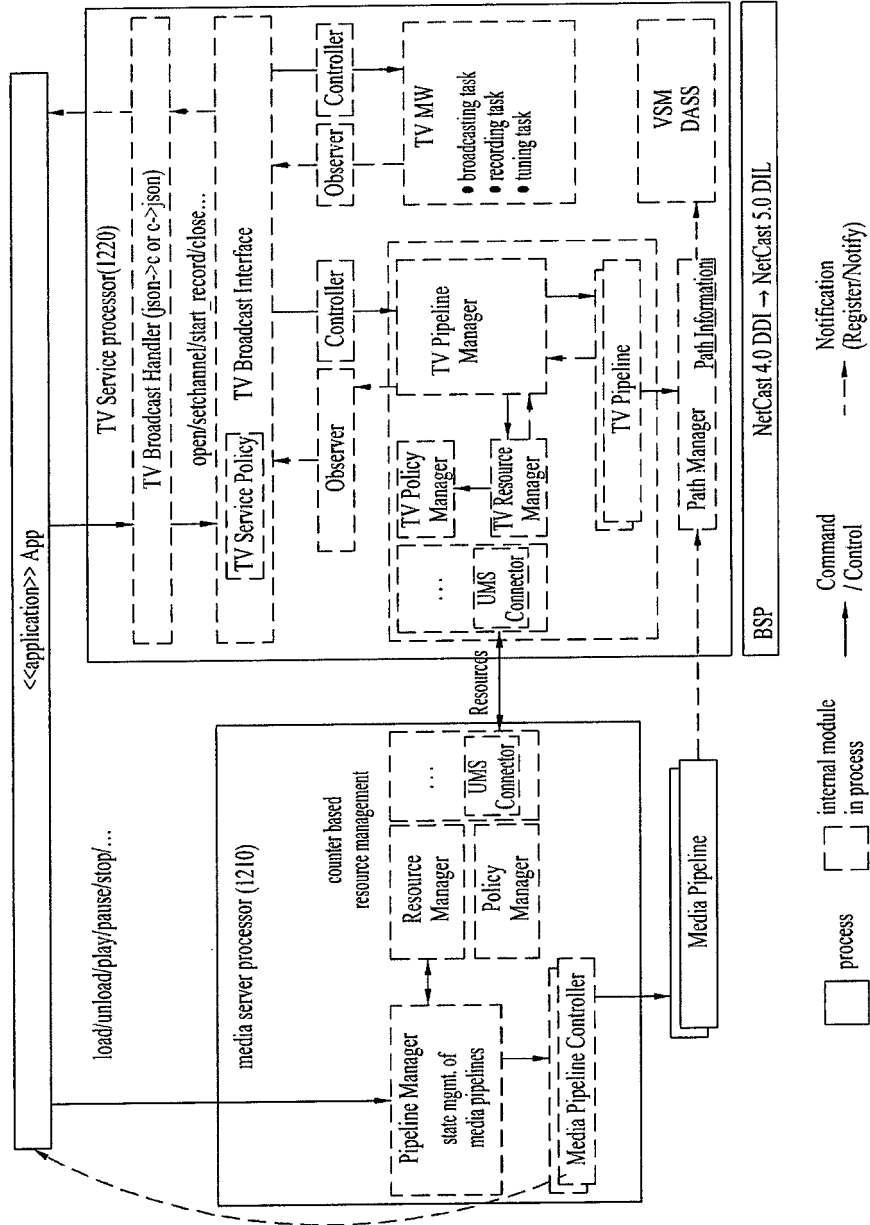 <<application>> App
load/unload/play/pause/stop/…
media server processor (1210)
counter based
resource management
Pipeline Manager
state mgmt. of
media pipelines
Resource
Manager
Policy
Manager
…
UMS
Connector
Media Pipeline Controller
Media Pipeline
Resources
TV Service processor(1220)
TV Broadcast Handler (json->c or c->json)
open/setchannel/start_record/close…
TV Service Policy
TV Broadcast Interface
Observer
Controller
Observer
Controller
…
UMS
Connector
TV Policy
Manager
TV Resource
Manager
TV Pipeline
Manager
TV Pipeline
TV MW
● broadcasting task
● recording task
● tuning task
Path Manager
Path Information
VSM
DASS
BSP
NetCast 4.0 DDI → NetCast 5.0 DIL
process
internal module
in process
Command
/ Control
Notification
(Register/Notify)